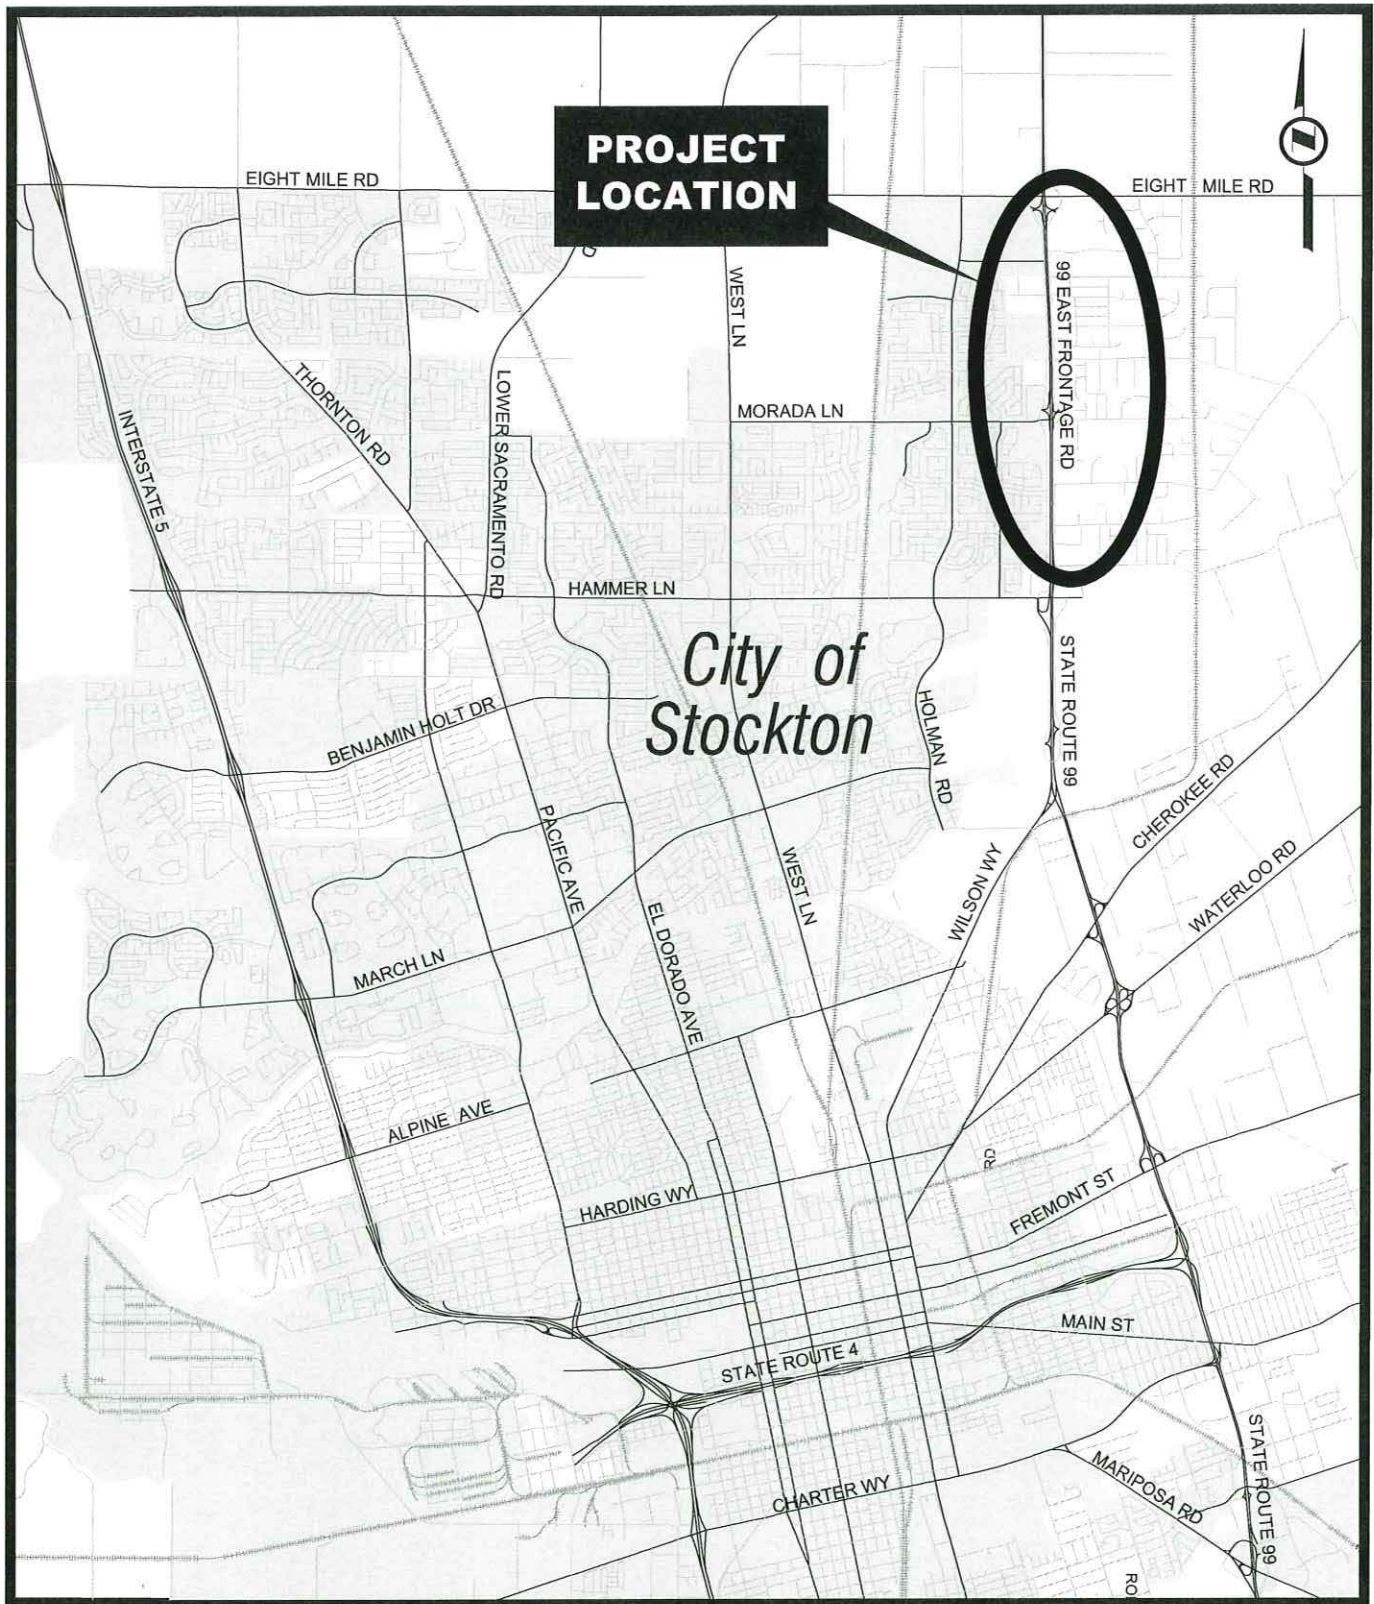 PROJECT
LOCATION
EIGHT MILE RD
EIGHT MILE RD
99 EAST FRONTAGE RD
WEST LN
MORADA LN
THORNTON RD
LOWER SACRAMENTO RD
INTERSTATE 5
HAMMER LN
City of
Stockton
STATE ROUTE 99
BENJAMIN HOLT DR
HOLMAN RD
CHEROKEE RD
PACIFIC AVE
WEST LN
WILSON WY
WATERLOO RD
EL DORADO AVE
MARCH LN
ALPINE AVE
RD
HARDING WY
FREMONT ST
MAIN ST
STATE ROUTE 4
STATE ROUTE 99
CHARTER WY
MARIPOSA RD
RO